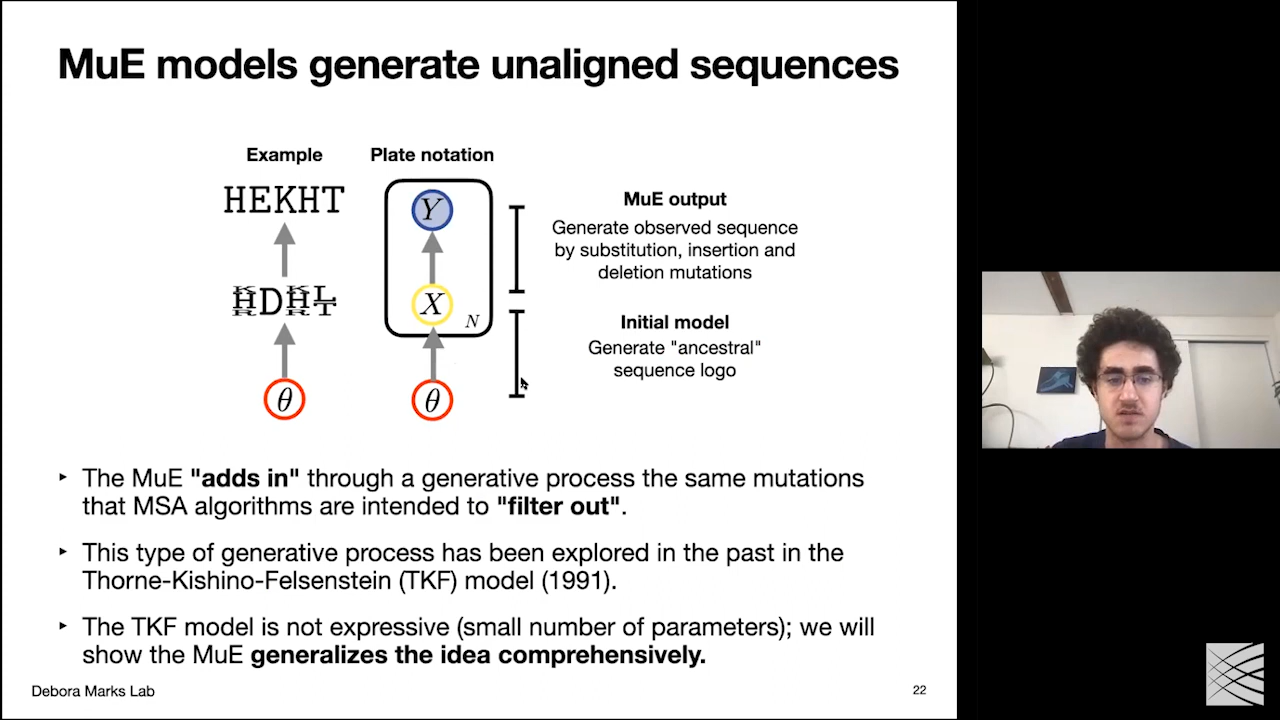 MuE models generate unaligned sequences
Example
Plate notation
HEKHT
Y
MuE output
Generate observed sequence
by substitution, insertion and
deletion mutations
D
X
N
Initial model
Generate "ancestral"
sequence logo
θ
θ
‣ The MuE "adds in" through a generative process the same mutations
that MSA algorithms are intended to "filter out".
‣ This type of generative process has been explored in the past in the
Thorne-Kishino-Felsenstein (TKF) model (1991).
‣ The TKF model is not expressive (small number of parameters); we will
show the MuE generalizes the idea comprehensively.
Debora Marks Lab
22